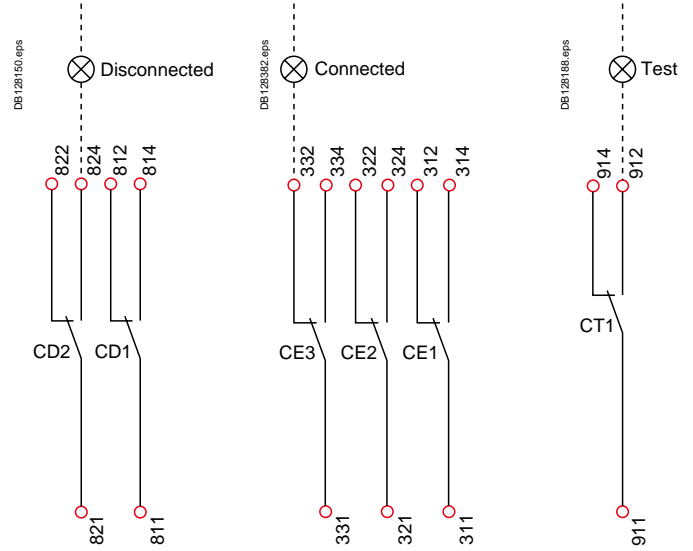 DB128150.eps
Disconnected
822
824
812
814
CD2
CD1
821
811
DB128382.eps
Connected
332
334
322
324
312
314
CE3
CE2
CE1
331
321
311
DB128188.eps
Test
914
912
CT1
911